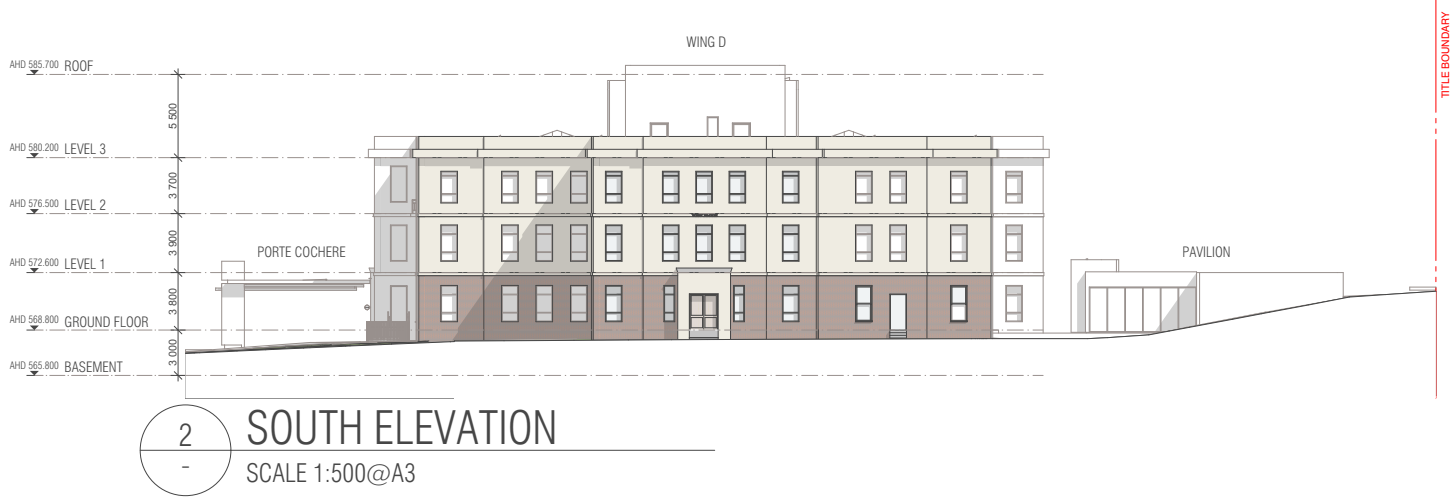 WING D
TITLE BOUNDARY
AHD 585.700 ROOF
5 500
AHD 580.200 LEVEL 3
3 700
AHD 576.500 LEVEL 2
3 900
PORTE COCHERE
PAVILION
AHD 572.600 LEVEL 1
3 800
AHD 568.800 GROUND FLOOR
3 000
AHD 565.800 BASEMENT
2
-
SOUTH ELEVATION
SCALE 1:500@A3